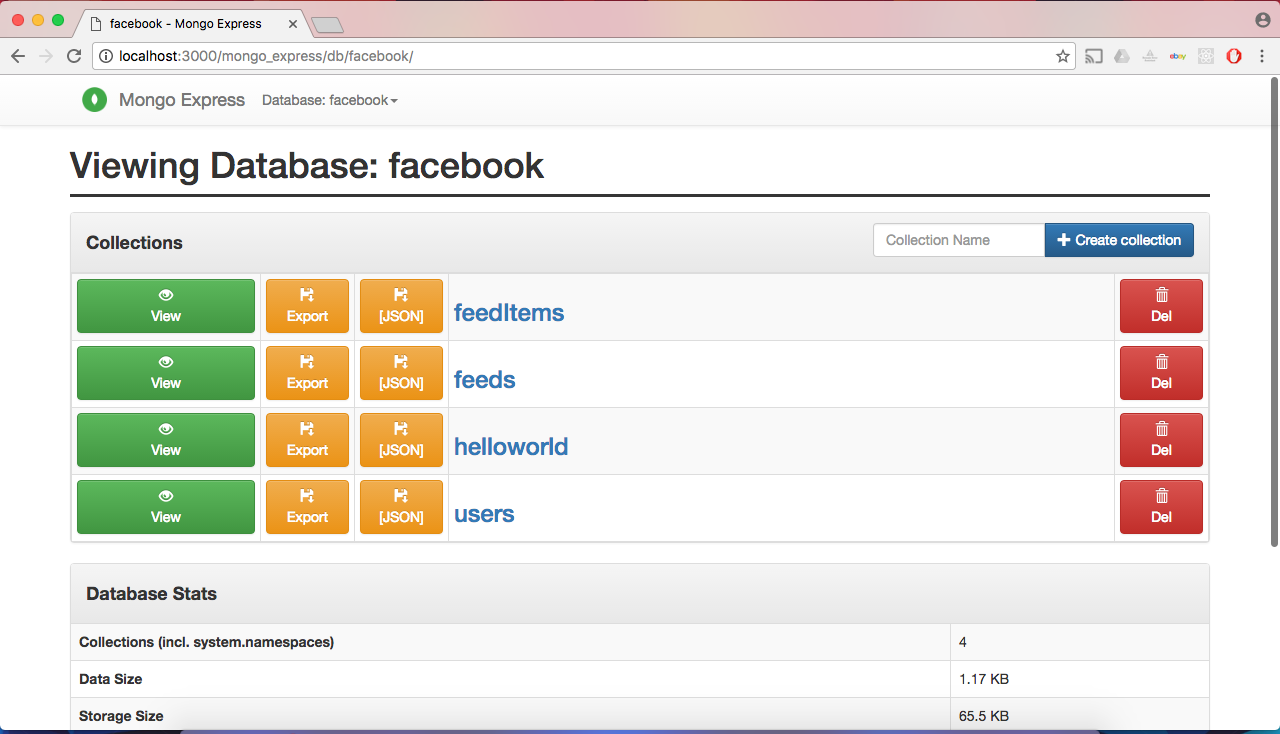 facebook - Mongo Express
localhost:3000/mongo_express/db/facebook/
ebay
Mongo Express Database: facebook
Viewing Database: facebook
Collections Collection Name Create collection
View Export [JSON] feedItems Del
View Export [JSON] feeds Del
View Export [JSON] helloworld Del
View Export [JSON] users Del
Database Stats
Collections (incl. system.namespaces) 4
Data Size 1.17 KB
Storage Size 65.5 KB